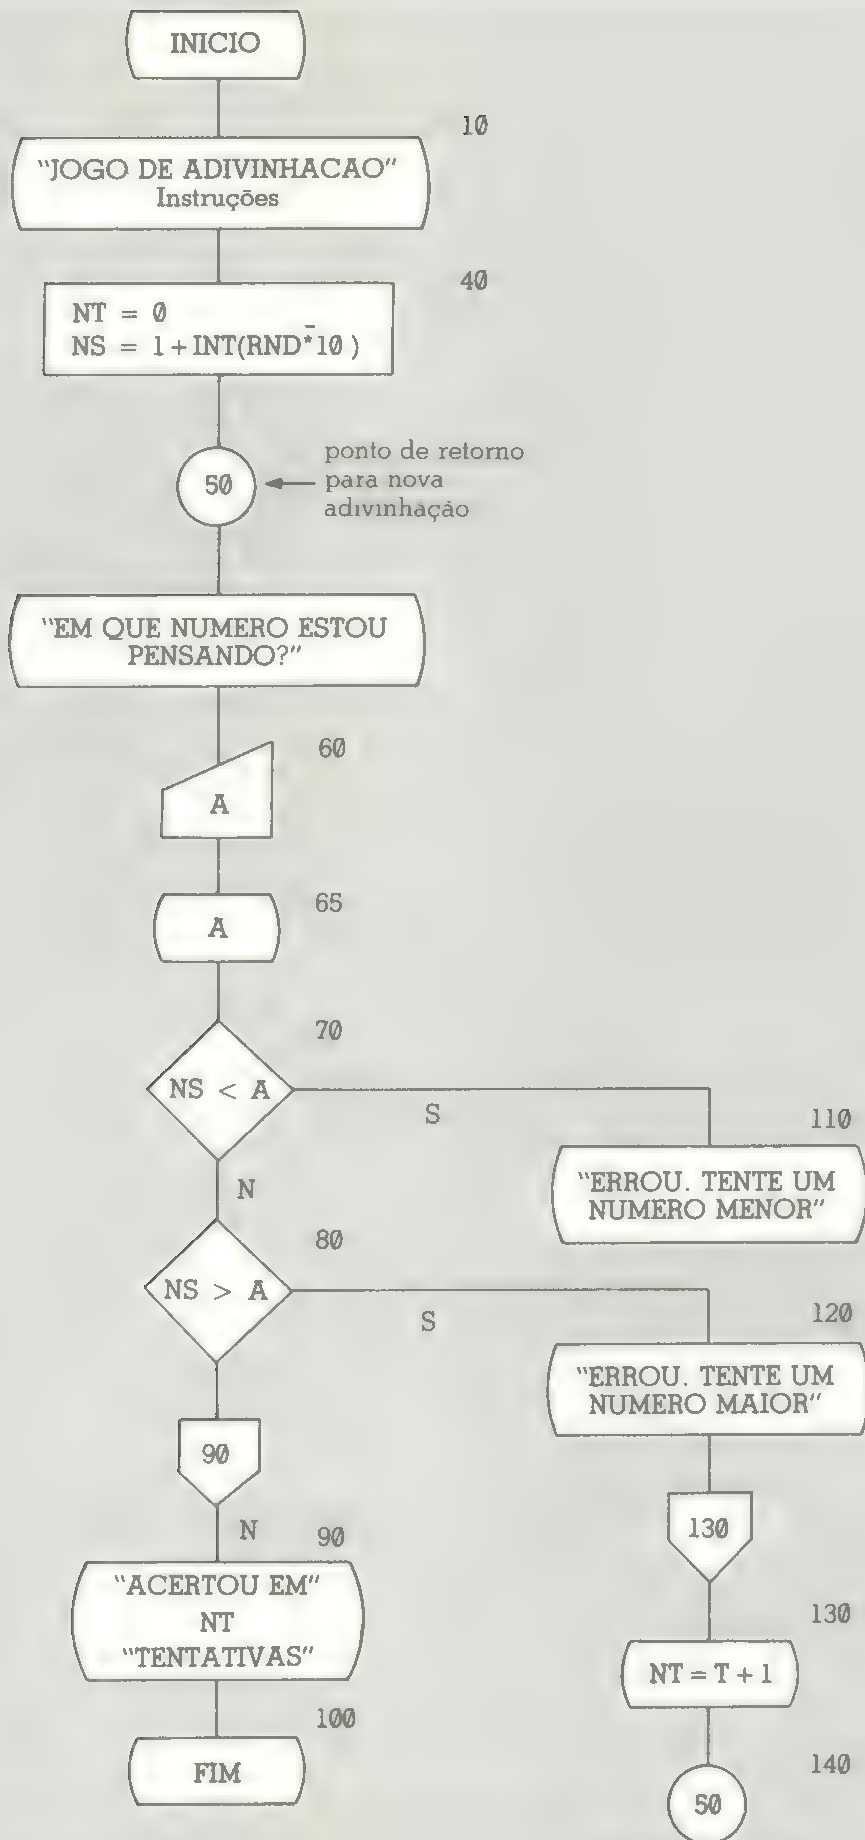 INICIO
10
"JOGO DE ADIVINHACAO"
Instruções
40
NT = 0
NS = 1 + INT(RND*10)
50
ponto de retorno
para nova
adivinhação
"EM QUE NUMERO ESTOU
PENSANDO?"
60
A
65
A
70
NS < A
S
110
"ERROU. TENTE UM
NUMERO MENOR"
N
80
NS > A
S
120
"ERROU. TENTE UM
NUMERO MAIOR"
90
N
90
"ACERTOU EM"
NT
"TENTATIVAS"
100
FIM
130
130
NT = T + 1
140
50